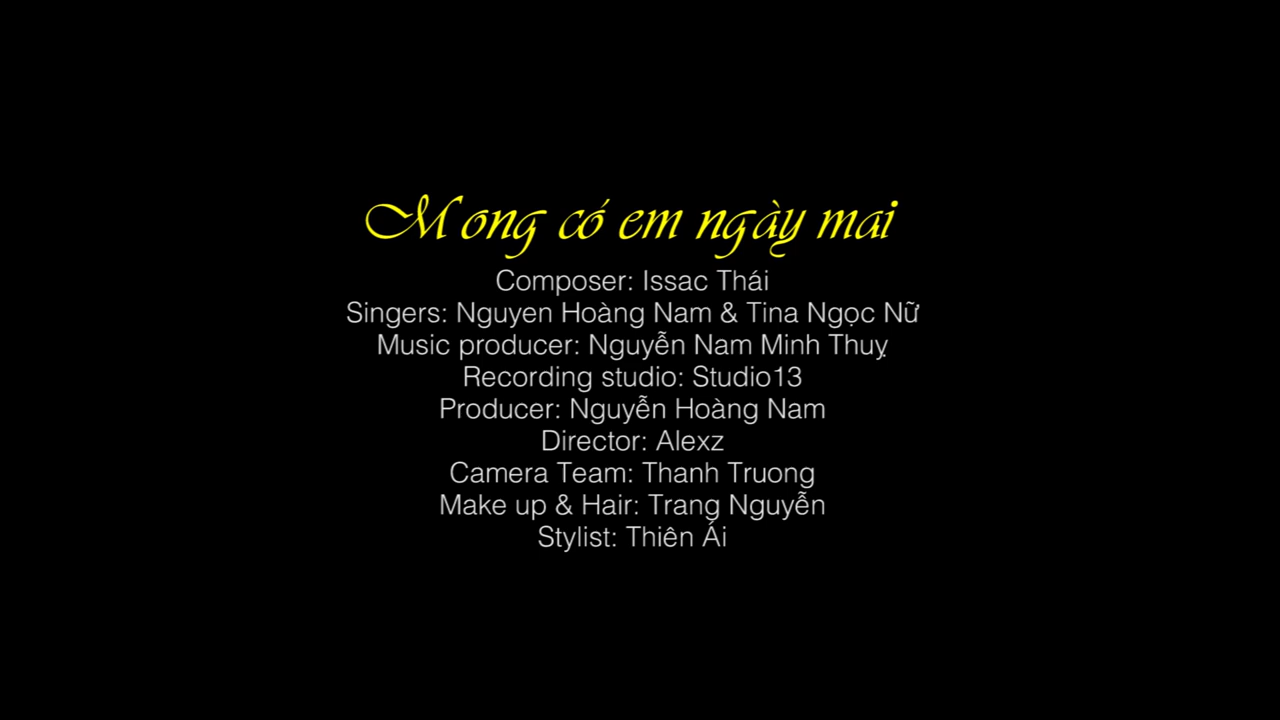 Mong có em ngày mai
Composer: Issac Thái
Singers: Nguyen Hoàng Nam & Tina Ngọc Nữ
Music producer: Nguyễn Nam Minh Thuỵ
Recording studio: Studio13
Producer: Nguyễn Hoàng Nam
Director: Alexz
Camera Team: Thanh Truong
Make up & Hair: Trang Nguyễn
Stylist: Thiên Ái